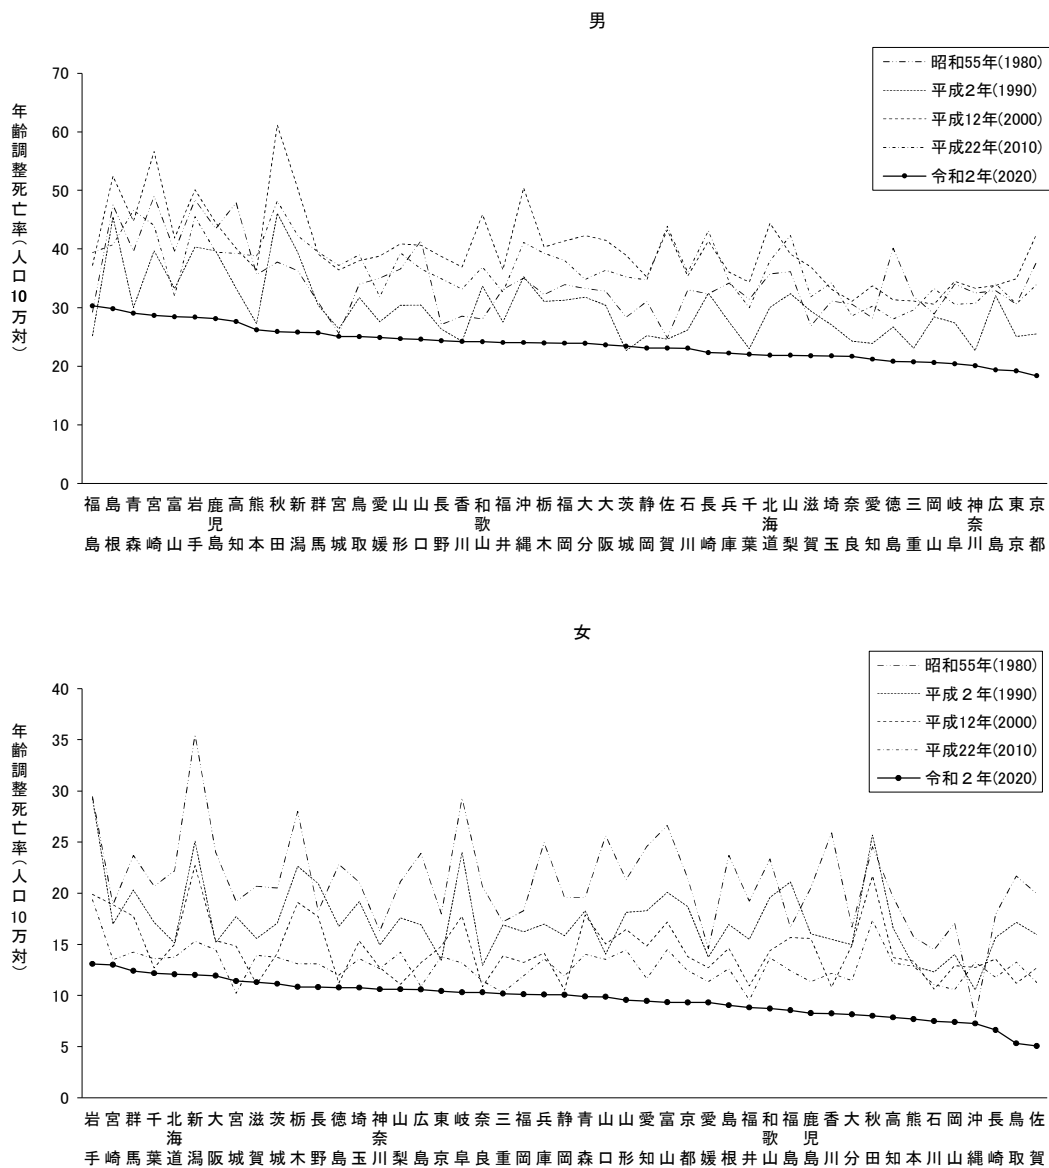 男
昭和55年(1980)
平成2年(1990)
平成12年(2000)
平成22年(2010)
令和2年(2020)
年齢調整死亡率(人口10万対)
70
60
50
40
30
20
10
0
福島
島根
青森
宮崎
富山
岩手
鹿児島
高知
熊本
秋田
新潟
群馬
宮城
鳥取
愛媛
山形
山口
長野
香川
和歌山
福井
沖縄
栃木
福岡
大分
大阪
茨城
静岡
佐賀
石川
長崎
兵庫
千葉
北海道
山梨
滋賀
埼玉
奈良
愛知
徳島
三重
岡山
岐阜
神奈川
広島
東京
京都
女
昭和55年(1980)
平成２年(1990)
平成12年(2000)
平成22年(2010)
令和２年(2020)
年齢調整死亡率(人口10万対)
40
35
30
25
20
15
10
5
0
岩手
宮崎
群馬
千葉
北海道
新潟
大阪
宮城
滋賀
茨城
栃木
長野
徳島
埼玉
神奈川
山梨
広島
東京
岐阜
奈良
三重
福岡
兵庫
静岡
青森
山口
山形
愛知
富山
京都
愛媛
島根
福井
和歌山
福島
鹿児島
香川
大分
秋田
高知
熊本
石川
岡山
沖縄
長崎
鳥取
佐賀